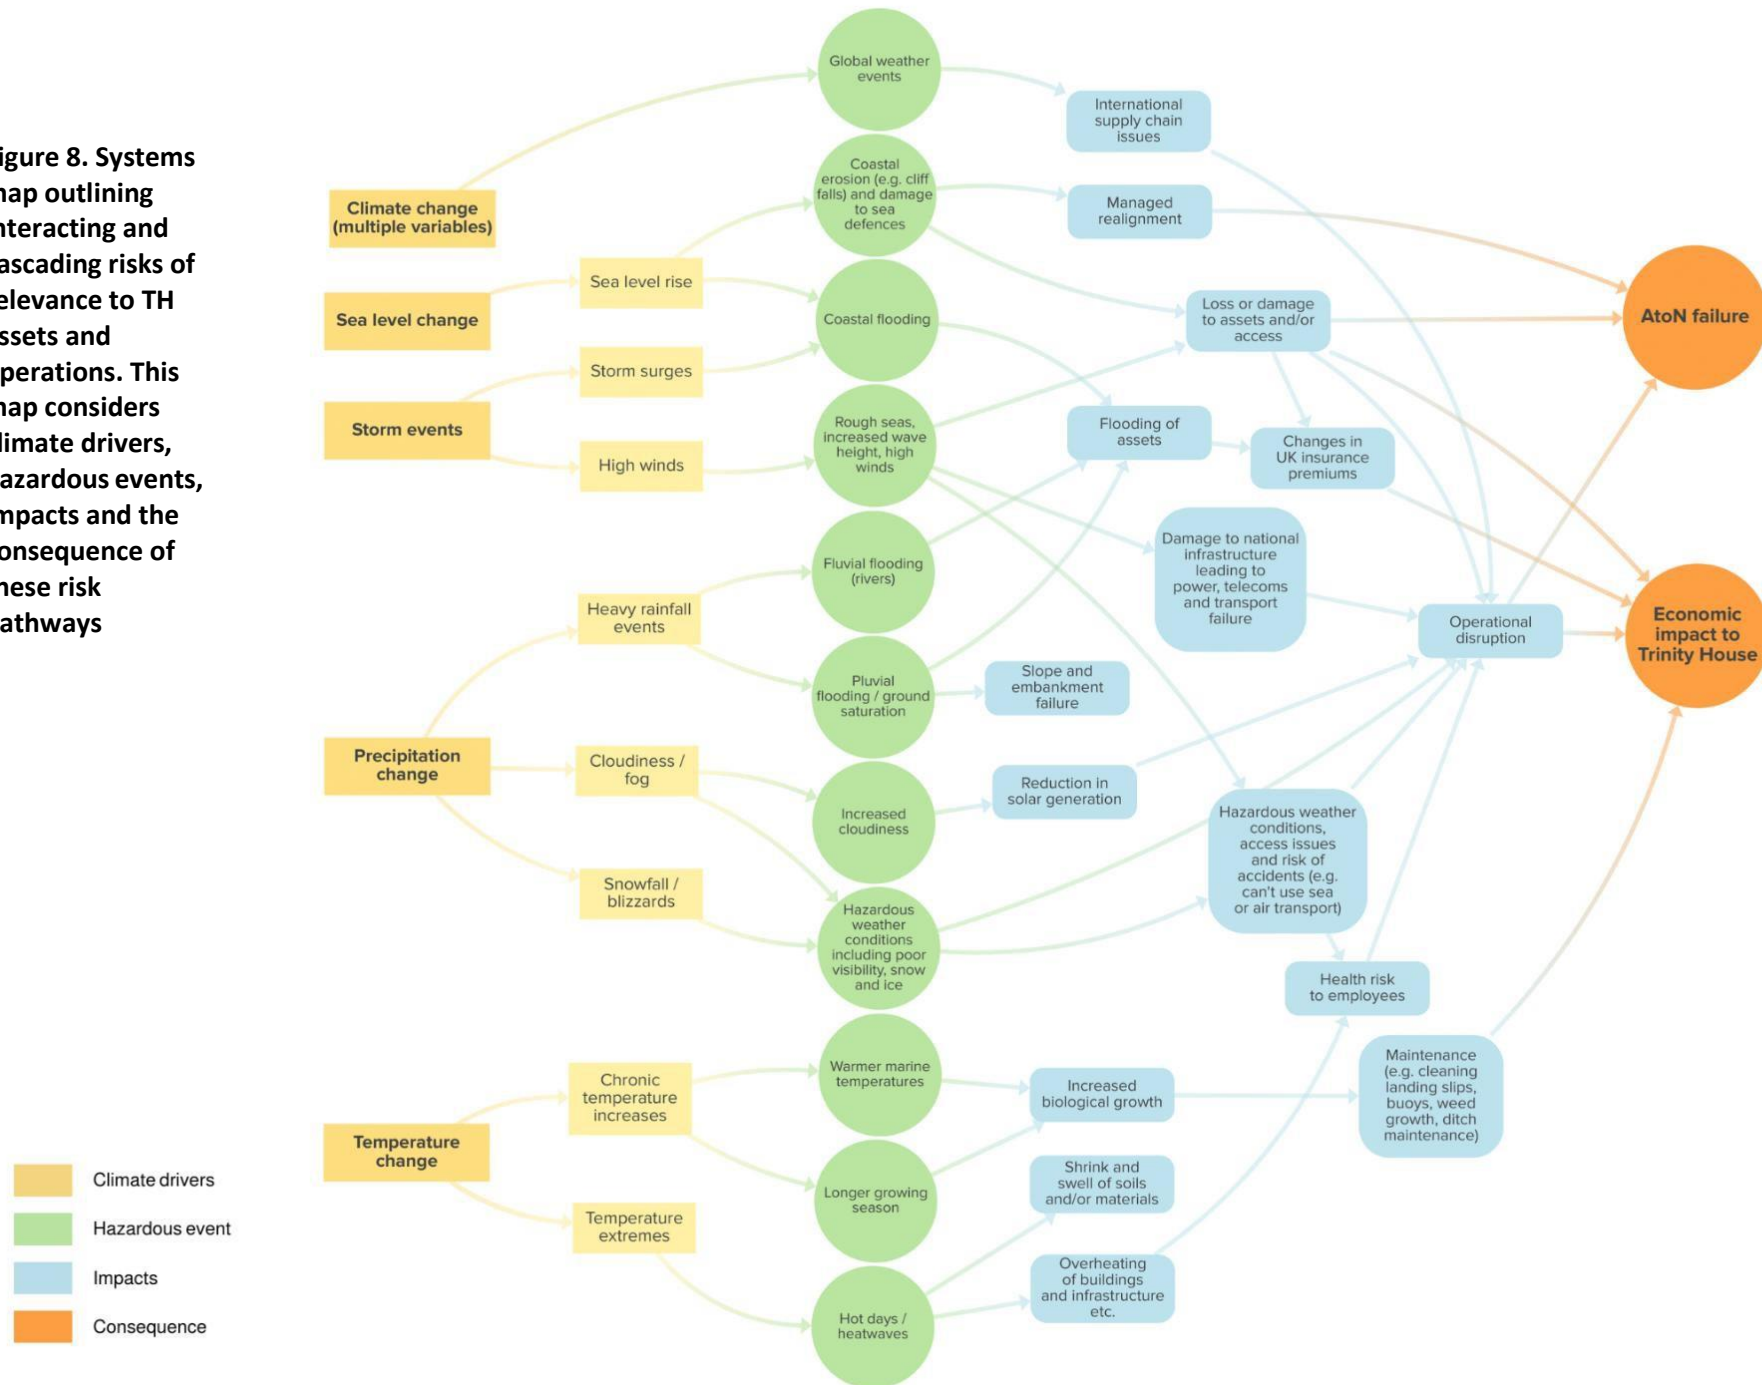 igure 8. Systems
map outlining
nteracting and
ascading risks of
elevance to TH
ssets and
perations. This
map considers
limate drivers,
azardous events,
mpacts and the
onsequence of
hese risk
athways
Climate change
(multiple variables)
Sea level change
Storm events
Precipitation
change
Temperature
change
Sea level rise
Storm surges
High winds
Heavy rainfall
events
Cloudiness /
fog
Snowfall /
blizzards
Chronic
temperature
increases
Temperature
extremes
Global weather
events
Coastal
erosion (e.g. cliff
falls) and damage
to sea
defences
Coastal flooding
Rough seas,
increased wave
height, high
winds
Fluvial flooding
(rivers)
Pluvial
flooding / ground
saturation
Increased
cloudiness
Hazardous
weather
conditions
including poor
visibility, snow
and ice
Warmer marine
temperatures
Longer growing
season
Hot days /
heatwaves
International
supply chain
issues
Managed
realignment
Loss or damage
to assets and/or
access
Flooding of
assets
Changes in
UK insurance
premiums
Damage to national
infrastructure
leading to
power, telecoms
and transport
failure
Operational
disruption
Slope and
embankment
failure
Reduction in
solar generation
Hazardous weather
conditions,
access issues
and risk of
accidents (e.g.
can't use sea
or air transport)
Health risk
to employees
Maintenance
(e.g. cleaning
landing slips,
buoys, weed
growth, ditch
maintenance)
Increased
biological growth
Shrink and
swell of soils
and/or materials
Overheating
of buildings
and infrastructure
etc.
AtoN failure
Economic
impact to
Trinity House
Climate drivers
Hazardous event
Impacts
Consequence